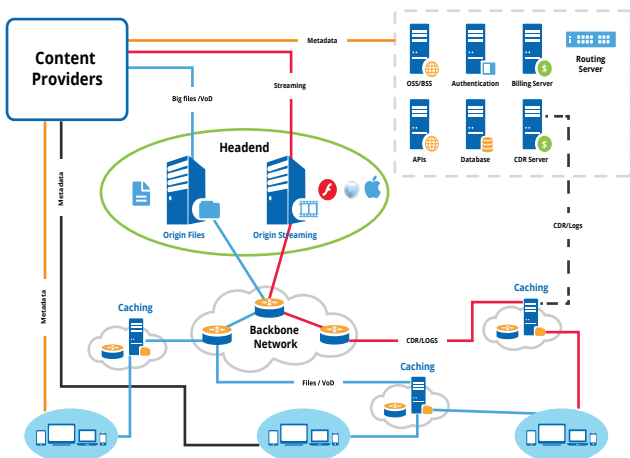 Content
Providers
Metadata
OSS/BSS
Authentication
Billing Server
Routing
Server
APIs
Database
CDR Server
Big files /VoD
Streaming
Headend
Origin Files
Origin Streaming
Metadata
Metadata
CDR/Logs
Caching
Backbone
Network
CDR/LOGS
Caching
Files / VoD
Caching